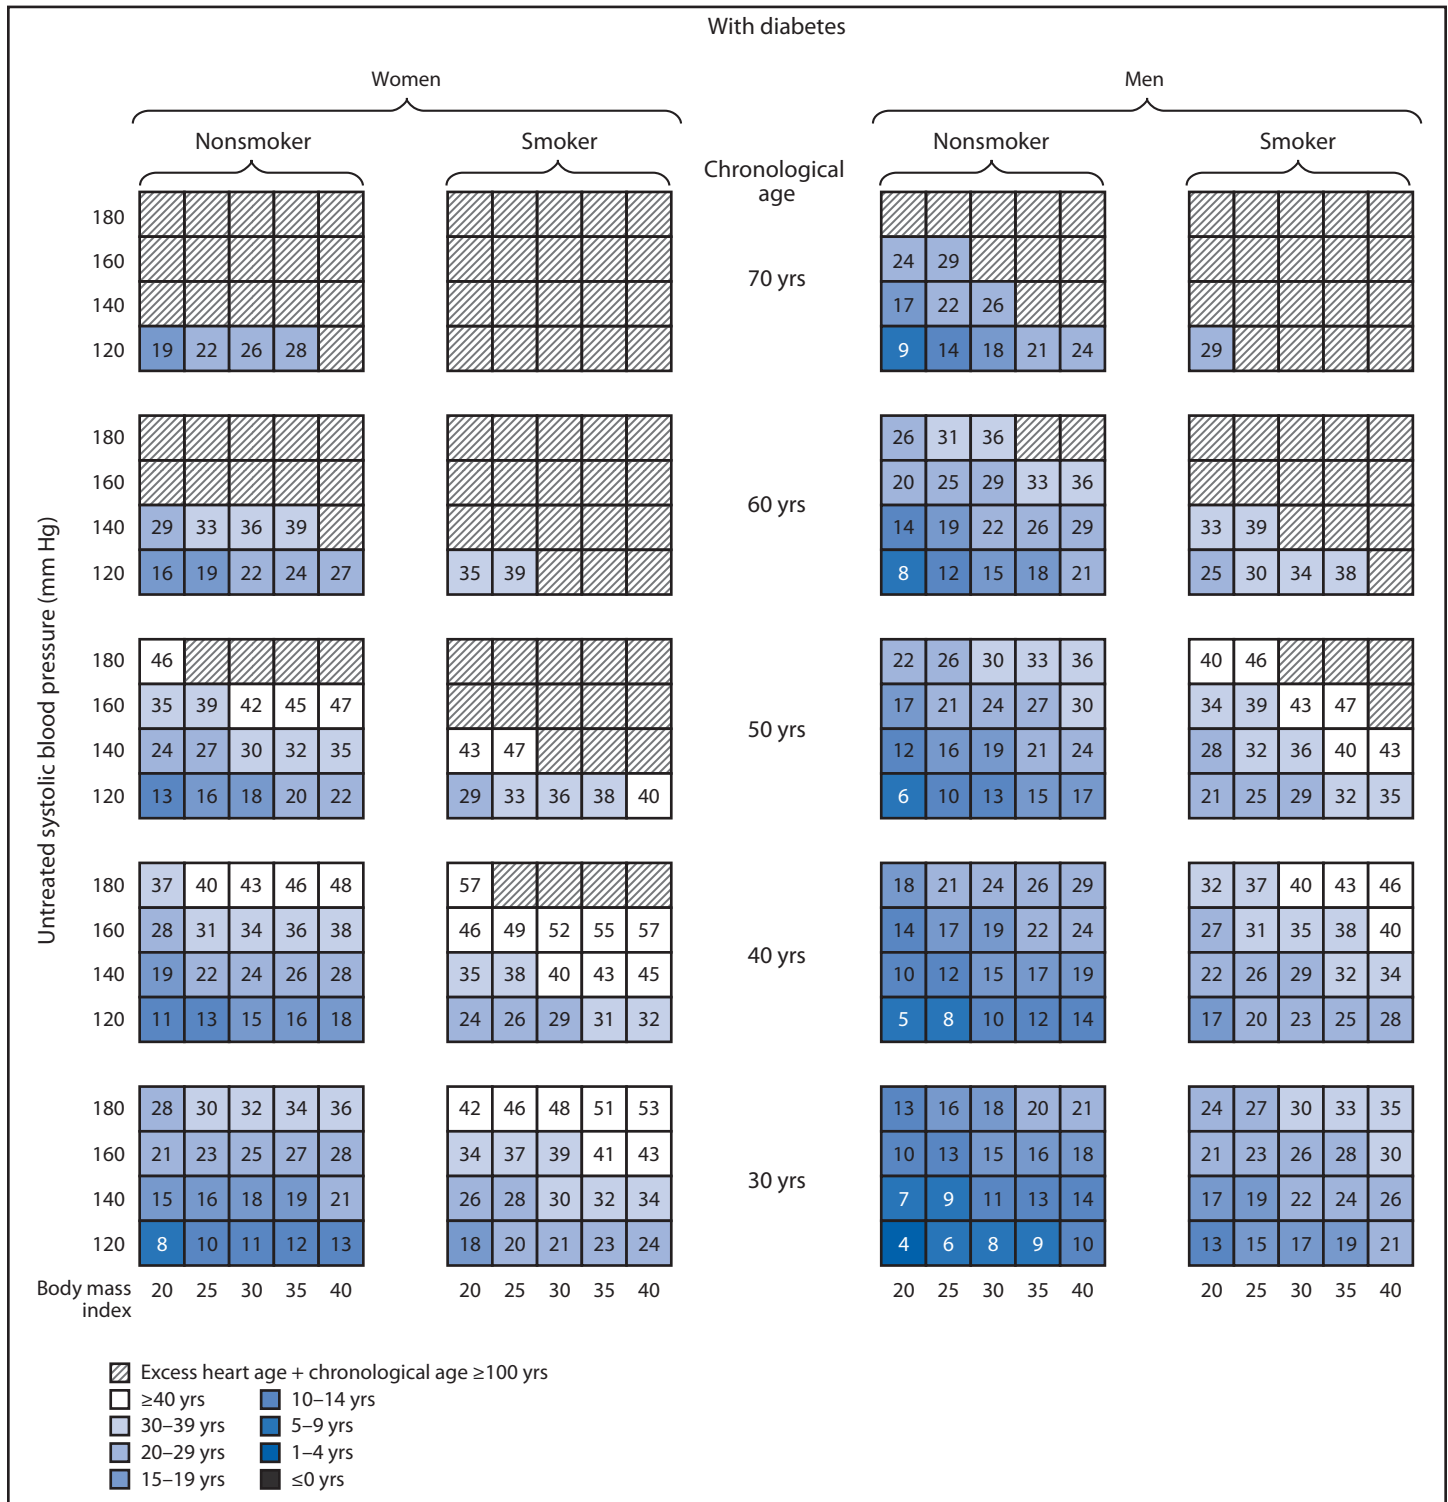 With diabetes
Women Men
Nonsmoker Smoker Nonsmoker Smoker
Chronological
age
Untreated systolic blood pressure (mm Hg)
180
160 24 29
70 yrs
140 17 22 26
120 19 22 26 28 9 14 18 21 24 29
180 26 31 36
160 20 25 29 33 36
60 yrs
140 29 33 36 39 14 19 22 26 29 33 39
120 16 19 22 24 27 35 39 8 12 15 18 21 25 30 34 38
180 46 22 26 30 33 36 40 46
160 35 39 42 45 47 17 21 24 27 30 34 39 43 47
50 yrs
140 24 27 30 32 35 43 47 12 16 19 21 24 28 32 36 40 43
120 13 16 18 20 22 29 33 36 38 40 6 10 13 15 17 21 25 29 32 35
180 37 40 43 46 48 57 18 21 24 26 29 32 37 40 43 46
160 28 31 34 36 38 46 49 52 55 57 14 17 19 22 24 27 31 35 38 40
40 yrs
140 19 22 24 26 28 35 38 40 43 45 10 12 15 17 19 22 26 29 32 34
120 11 13 15 16 18 24 26 29 31 32 5 8 10 12 14 17 20 23 25 28
180 28 30 32 34 36 42 46 48 51 53 13 16 18 20 21 24 27 30 33 35
160 21 23 25 27 28 34 37 39 41 43 10 13 15 16 18 21 23 26 28 30
30 yrs
140 15 16 18 19 21 26 28 30 32 34 7 9 11 13 14 17 19 22 24 26
120 8 10 11 12 13 18 20 21 23 24 4 6 8 9 10 13 15 17 19 21
Body mass
index
20 25 30 35 40 20 25 30 35 40 20 25 30 35 40 20 25 30 35 40
Excess heart age + chronological age ≥100 yrs
≥40 yrs 10–14 yrs
30–39 yrs 5–9 yrs
20–29 yrs 1–4 yrs
15–19 yrs ≤0 yrs